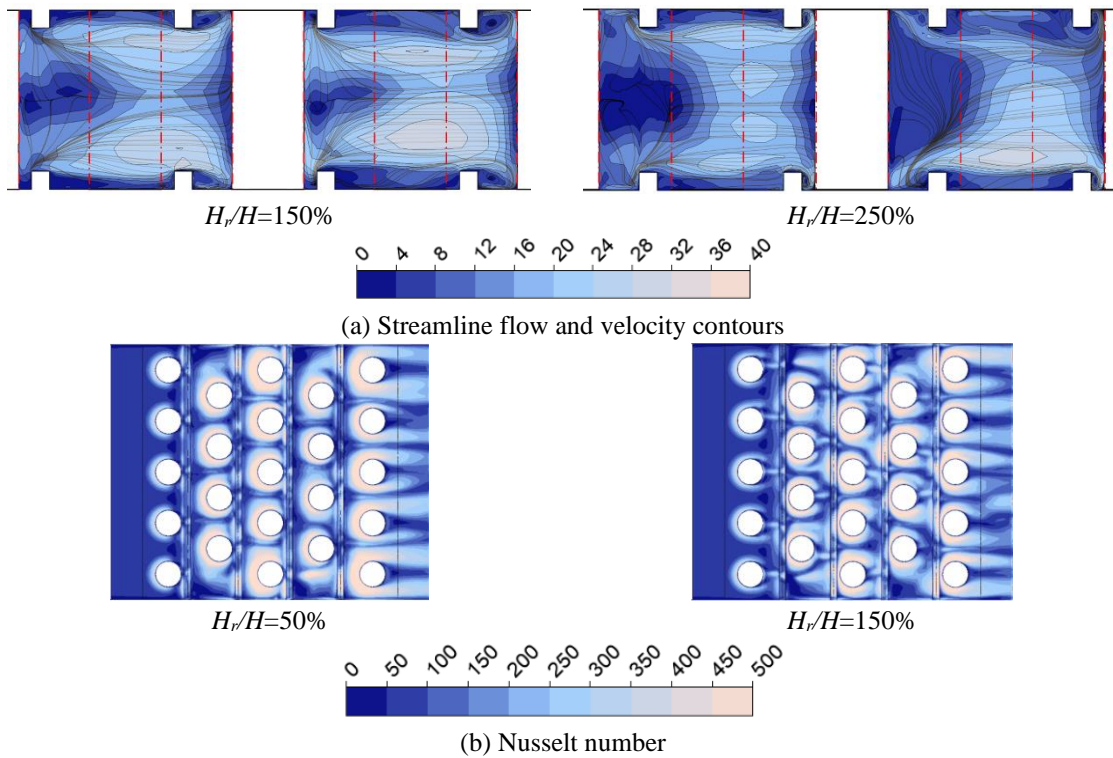 Hr/H=150% Hr/H=250%
0 4 8 12 16 20 24 28 32 36 40
(a) Streamline flow and velocity contours
Hr/H=50% Hr/H=150%
0 50 100 150 200 250 300 350 400 450 500
(b) Nusselt number